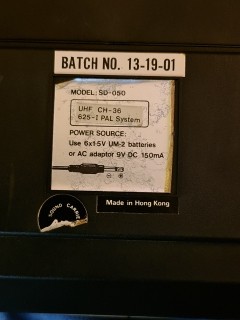 BATCH NO. 13-19-01
MODEL: SD-050
UHF CH-36
625-I PAL System
POWER SOURCE:
Use 6x1.5V UM-2 batteries
or AC adaptor 9V DC 150mA
Made in Hong Kong
SOUND CARRIER